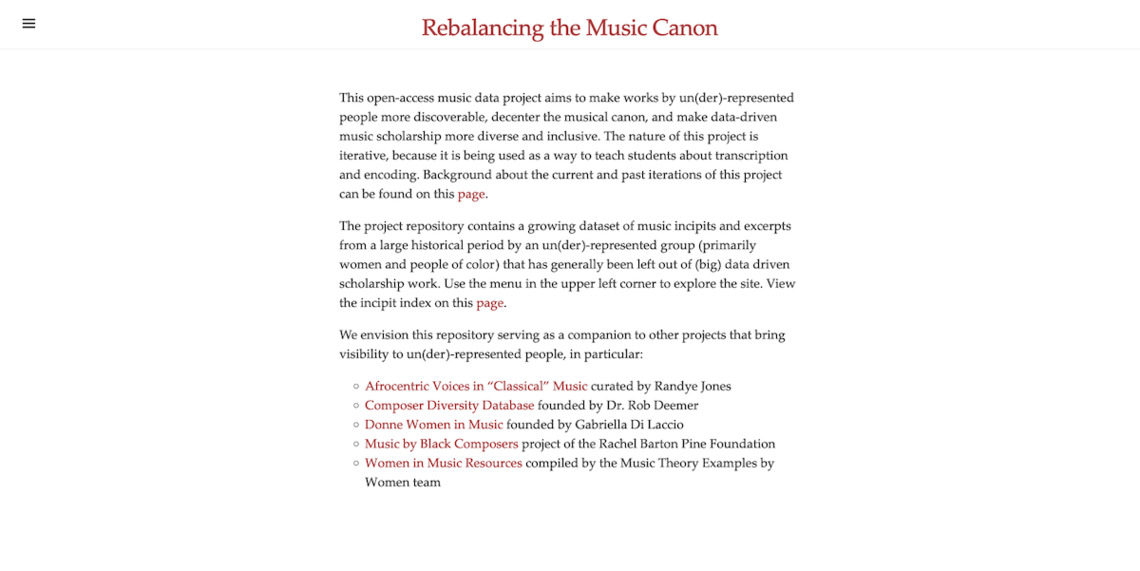 Rebalancing the Music Canon
This open-access music data project aims to make works by un(der)-represented
people more discoverable, decenter the musical canon, and make data-driven
music scholarship more diverse and inclusive. The nature of this project is
iterative, because it is being used as a way to teach students about transcription
and encoding. Background about the current and past iterations of this project
can be found on this page.
The project repository contains a growing dataset of music incipits and excerpts
from a large historical period by an un(der)-represented group (primarily
women and people of color) that has generally been left out of (big) data driven
scholarship work. Use the menu in the upper left corner to explore the site. View
the incipit index on this page.
We envision this repository serving as a companion to other projects that bring
visibility to un(der)-represented people, in particular:
Afrocentric Voices in “Classical” Music curated by Randye Jones
Composer Diversity Database founded by Dr. Rob Deemer
Donne Women in Music founded by Gabriella Di Laccio
Music by Black Composers project of the Rachel Barton Pine Foundation
Women in Music Resources compiled by the Music Theory Examples by
Women team